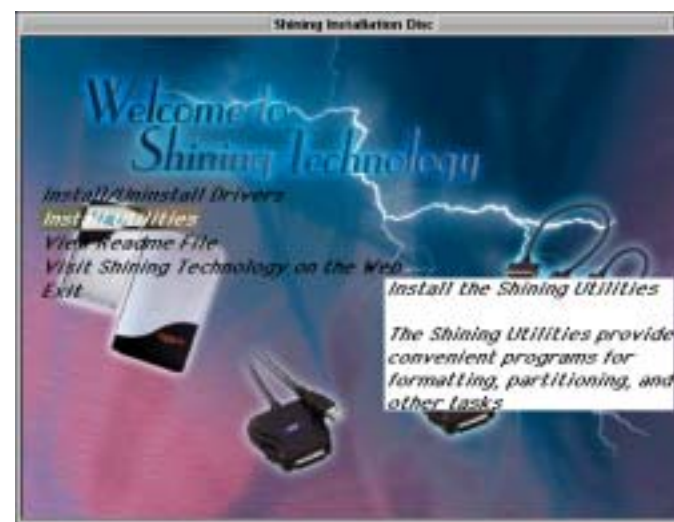 Shining Installation Disc
Welcome to
Shining Technology
Install/Uninstall Drivers
Install Utilities
View Readme File
Visit Shining Technology on the Web
Exit
Install the Shining Utilities
The Shining Utilities provide
convenient programs for
formatting, partitioning, and
other tasks